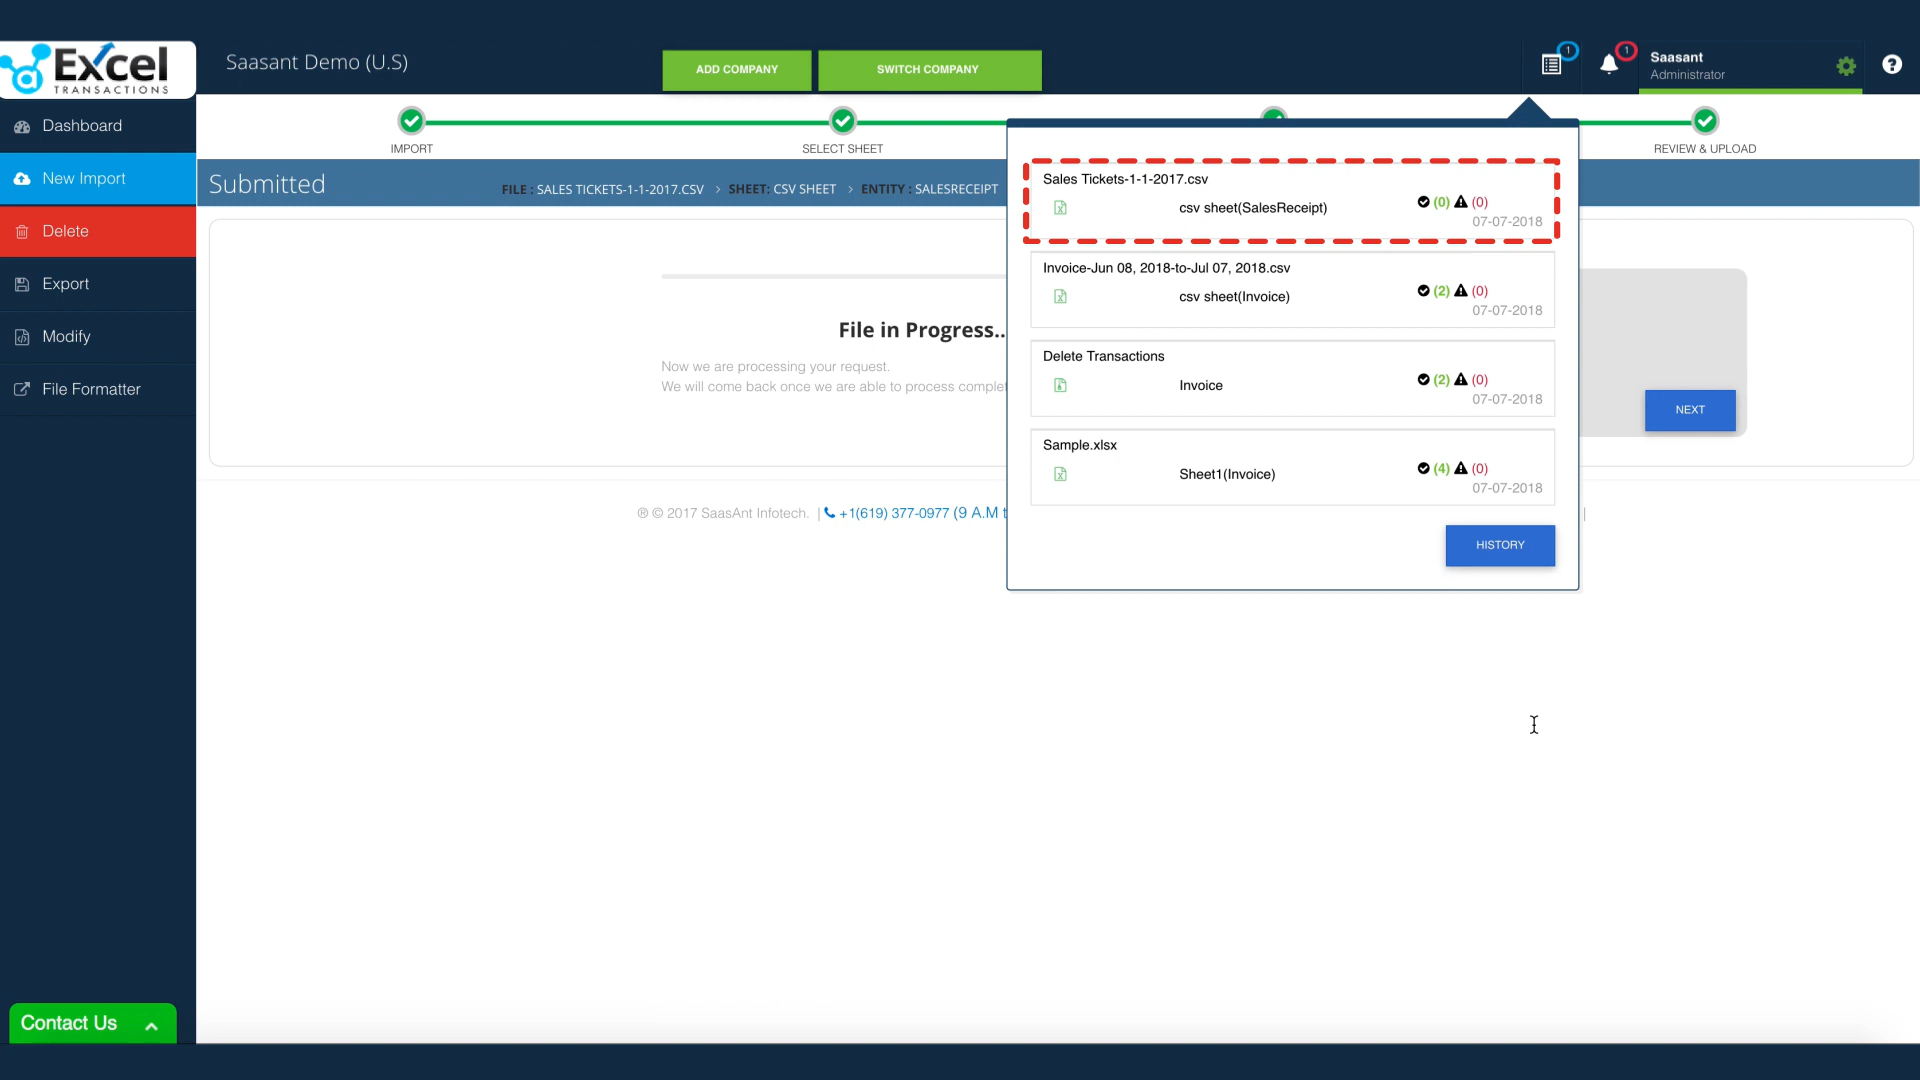 Excel
TRANSACTIONS
Saasant Demo (U.S)
ADD COMPANY
SWITCH COMPANY
1
1
Saasant
Administrator
Dashboard
New Import
Delete
Export
Modify
File Formatter
IMPORT
SELECT SHEET
REVIEW & UPLOAD
Submitted
FILE : SALES TICKETS-1-1-2017.CSV > SHEET: CSV SHEET > ENTITY : SALESRECEIPT
File in Progress..
Now we are processing your request.
We will come back once we are able to process complet
NEXT
Sales Tickets-1-1-2017.csv
csv sheet(SalesReceipt)
(0) (0)
07-07-2018
Invoice-Jun 08, 2018-to-Jul 07, 2018.csv
csv sheet(Invoice)
(2) (0)
07-07-2018
Delete Transactions
Invoice
(2) (0)
07-07-2018
Sample.xlsx
Sheet1(Invoice)
(4) (0)
07-07-2018
HISTORY
® © 2017 SaasAnt Infotech. | +1(619) 377-0977 (9 A.M t |
Contact Us